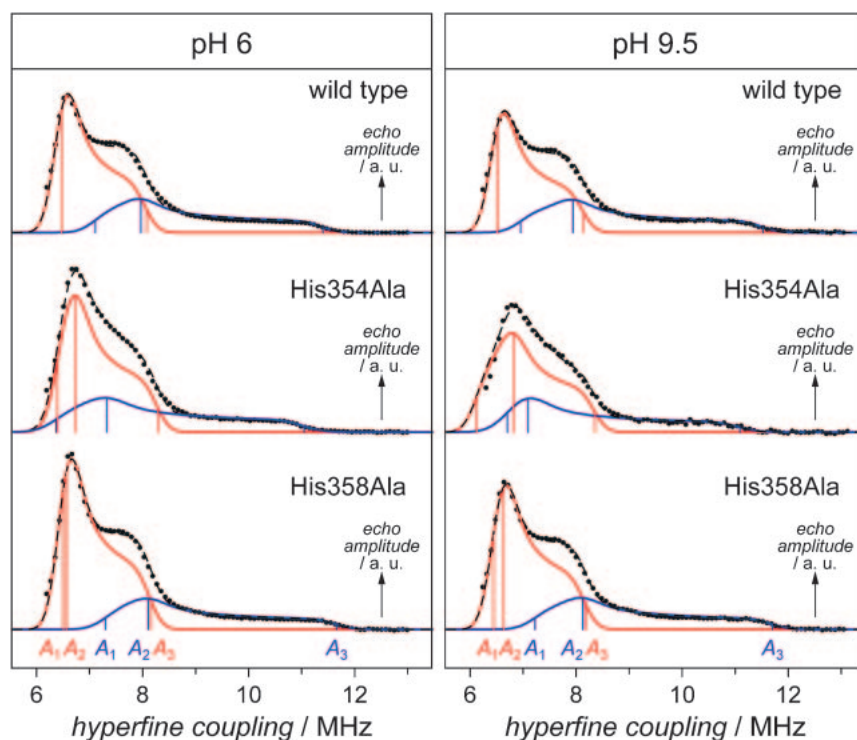 pH 6
wild type
echo
amplitude
/ a. u.
His354Ala
echo
amplitude
/ a. u.
His358Ala
echo
amplitude
/ a. u.
A₁ A₂ A₁ A₂ A₃ A₃
6 8 10 12
hyperfine coupling / MHz
pH 9.5
wild type
echo
amplitude
/ a. u.
His354Ala
echo
amplitude
/ a. u.
His358Ala
echo
amplitude
/ a. u.
A₁ A₂ A₁ A₂ A₃ A₃
6 8 10 12
hyperfine coupling / MHz